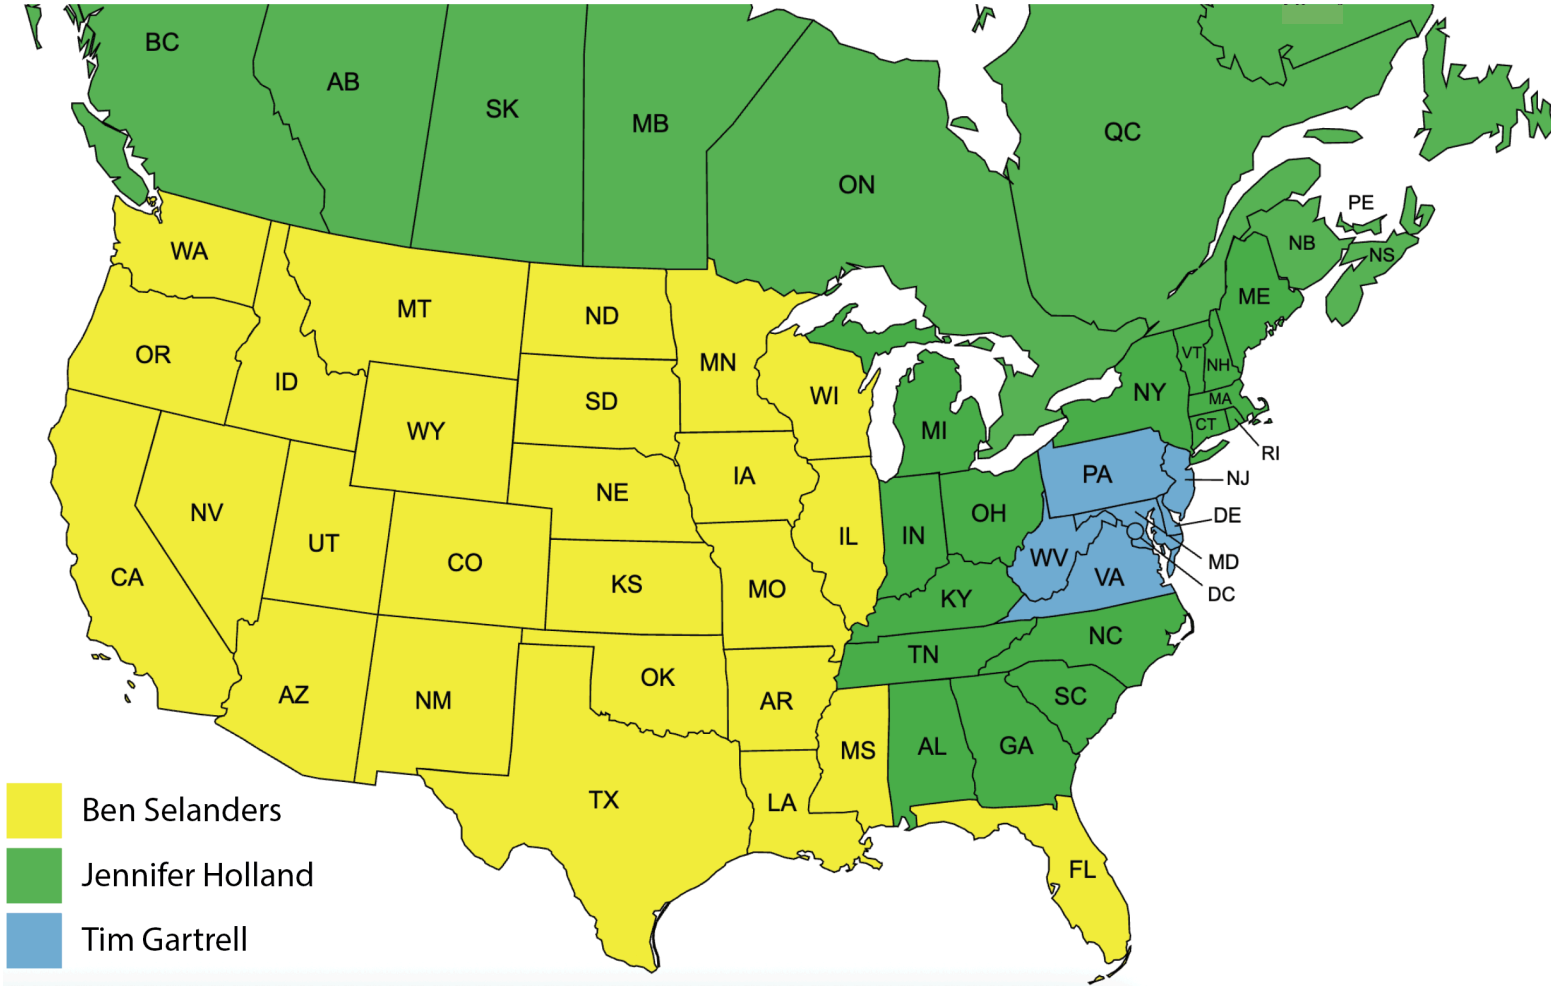 BC
AB
SK
MB
ON
QC
PE
NB
NS
WA
MT
ND
MN
ME
OR
ID
WY
SD
WI
MI
NY
VT
NH
MA
CT
RI
NV
UT
CO
NE
IA
IL
IN
OH
PA
NJ
DE
MD
DC
WV
VA
CA
KS
MO
KY
NC
TN
AZ
NM
OK
AR
SC
MS
AL
GA
TX
LA
FL
Ben Selanders
Jennifer Holland
Tim Gartrell